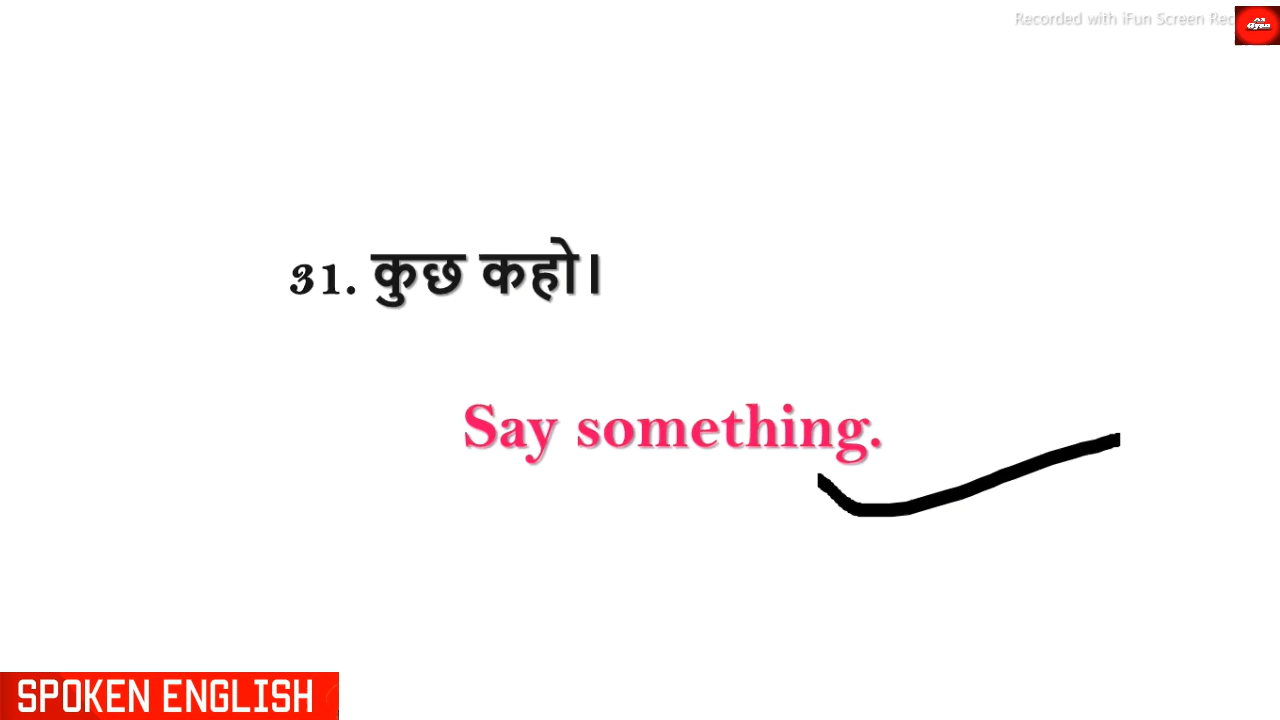 Recorded with iFun Screen Rec
31. कुछ कहो।
Say something.
SPOKEN ENGLISH